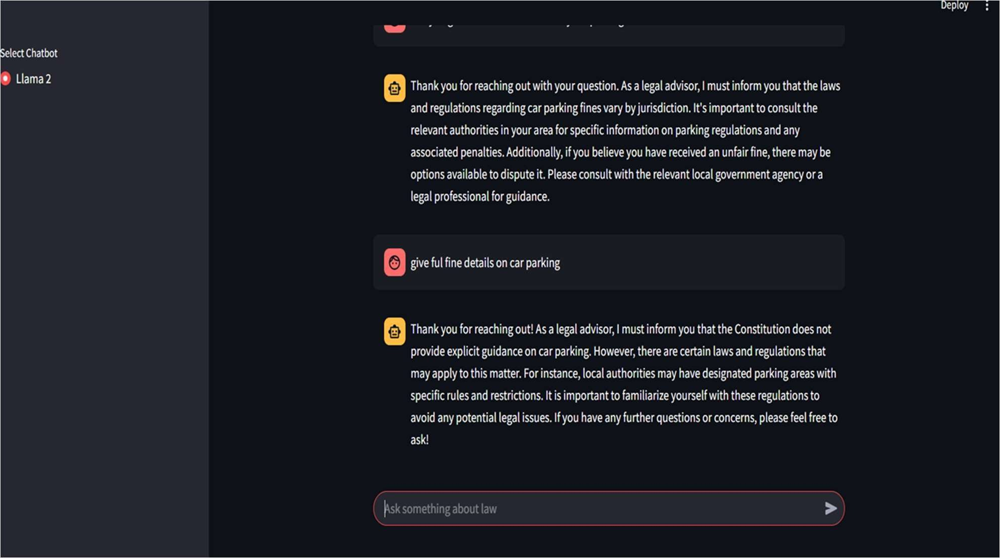 Deploy
Select Chatbot
Llama 2
Thank you for reaching out with your question. As a legal advisor, I must inform you that the laws
and regulations regarding car parking fines vary by jurisdiction. It's important to consult the
relevant authorities in your area for specific information on parking regulations and any
associated penalties. Additionally, if you believe you have received an unfair fine, there may be
options available to dispute it. Please consult with the relevant local government agency or a
legal professional for guidance.
give ful fine details on car parking
Thank you for reaching out! As a legal advisor, I must inform you that the Constitution does not
provide explicit guidance on car parking. However, there are certain laws and regulations that
may apply to this matter. For instance, local authorities may have designated parking areas with
specific rules and restrictions. It is important to familiarize yourself with these regulations to
avoid any potential legal issues. If you have any further questions or concerns, please feel free to
ask!
Ask something about law